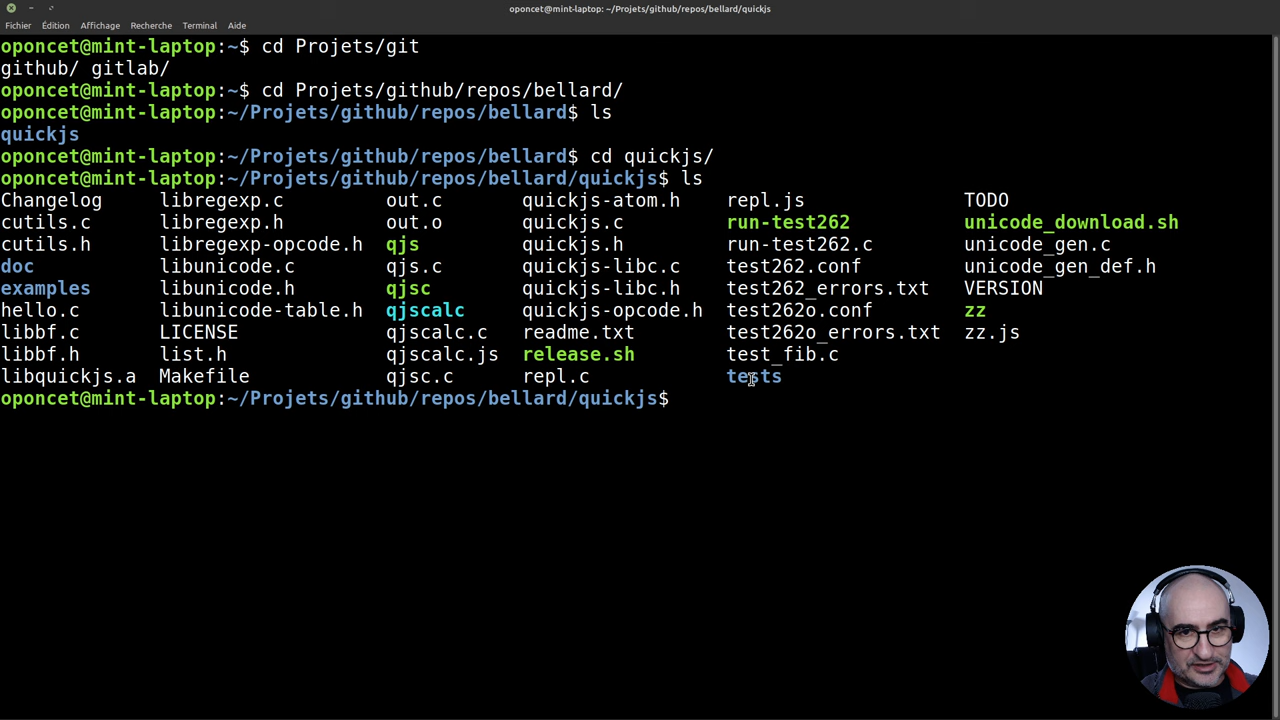 oponcet@mint-laptop: ~/Projets/github/repos/bellard/quickjs
Fichier Édition Affichage Recherche Terminal Aide
oponcet@mint-laptop:~$ cd Projets/git
github/ gitlab/
oponcet@mint-laptop:~$ cd Projets/github/repos/bellard/
oponcet@mint-laptop:~/Projets/github/repos/bellard$ ls
quickjs
oponcet@mint-laptop:~/Projets/github/repos/bellard$ cd quickjs/
oponcet@mint-laptop:~/Projets/github/repos/bellard/quickjs$ ls
Changelog libregexp.c out.c quickjs-atom.h repl.js TODO
cutils.c libregexp.h out.o quickjs.c run-test262 unicode_download.sh
cutils.h libregexp-opcode.h qjs quickjs.h run-test262.c unicode_gen.c
doc libunicode.c qjs.c quickjs-libc.c test262.conf unicode_gen_def.h
examples libunicode.h qjsc quickjs-libc.h test262_errors.txt VERSION
hello.c libunicode-table.h qjscalc quickjs-opcode.h test262o.conf zz
libbf.c LICENSE qjscalc.c readme.txt test262o_errors.txt zz.js
libbf.h list.h qjscalc.js release.sh test_fib.c
libquickjs.a Makefile qjsc.c repl.c tests
oponcet@mint-laptop:~/Projets/github/repos/bellard/quickjs$